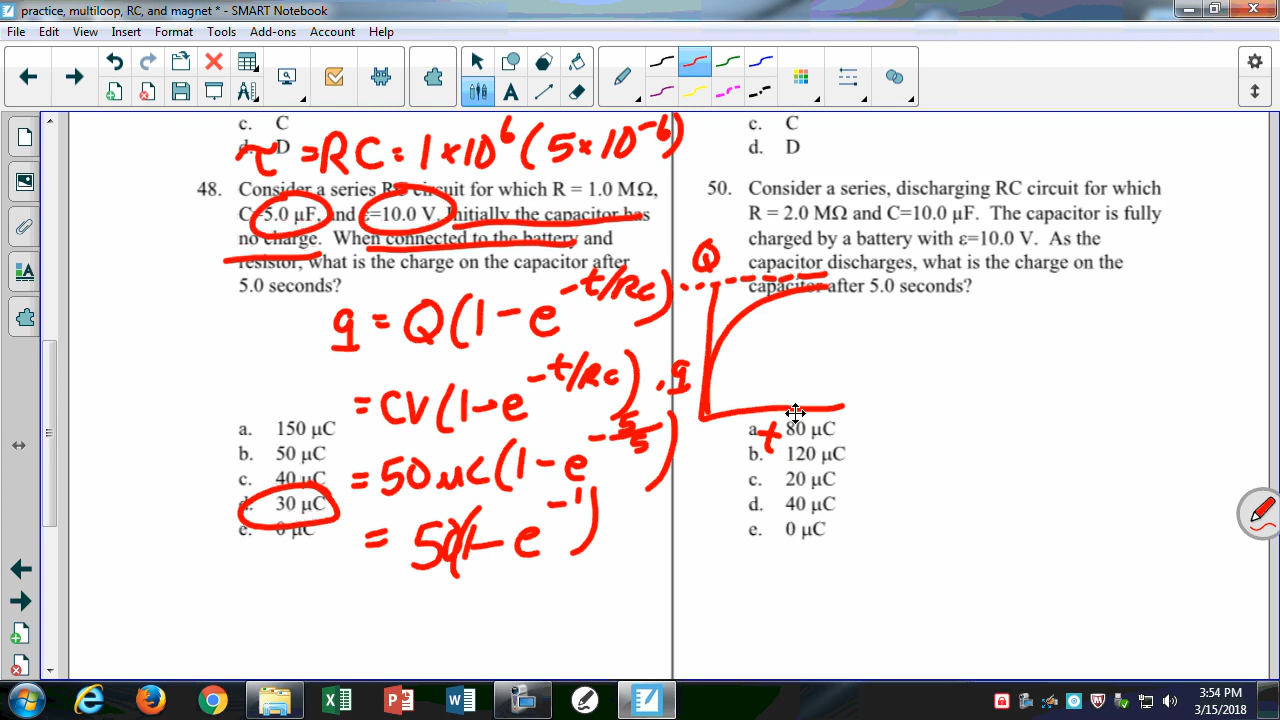 practice, multiloop, RC, and magnet * - SMART Notebook
File Edit View Insert Format Tools Add-ons Account Help
c. C
d. D
τ = RC = 1×10^6 (5×10^-6)
48. Consider a series RC circuit for which R = 1.0 MΩ,
C=5.0 μF, and ε=10.0 V. Initially the capacitor has
no charge. When connected to the battery and
resistor, what is the charge on the capacitor after
5.0 seconds?
q = Q(1 - e^-t/RC)
= CV(1 - e^-t/RC)
= 50 μC(1 - e^-5/5)
= 50(1 - e^-1)
a. 150 μC
b. 50 μC
c. 40 μC
d. 30 μC
e. 0 μC
c. C
d. D
50. Consider a series, discharging RC circuit for which
R = 2.0 MΩ and C=10.0 μF. The capacitor is fully
charged by a battery with ε=10.0 V. As the
capacitor discharges, what is the charge on the
capacitor after 5.0 seconds?
Q
q
t
a. 80 μC
b. 120 μC
c. 20 μC
d. 40 μC
e. 0 μC
3:54 PM
3/15/2018